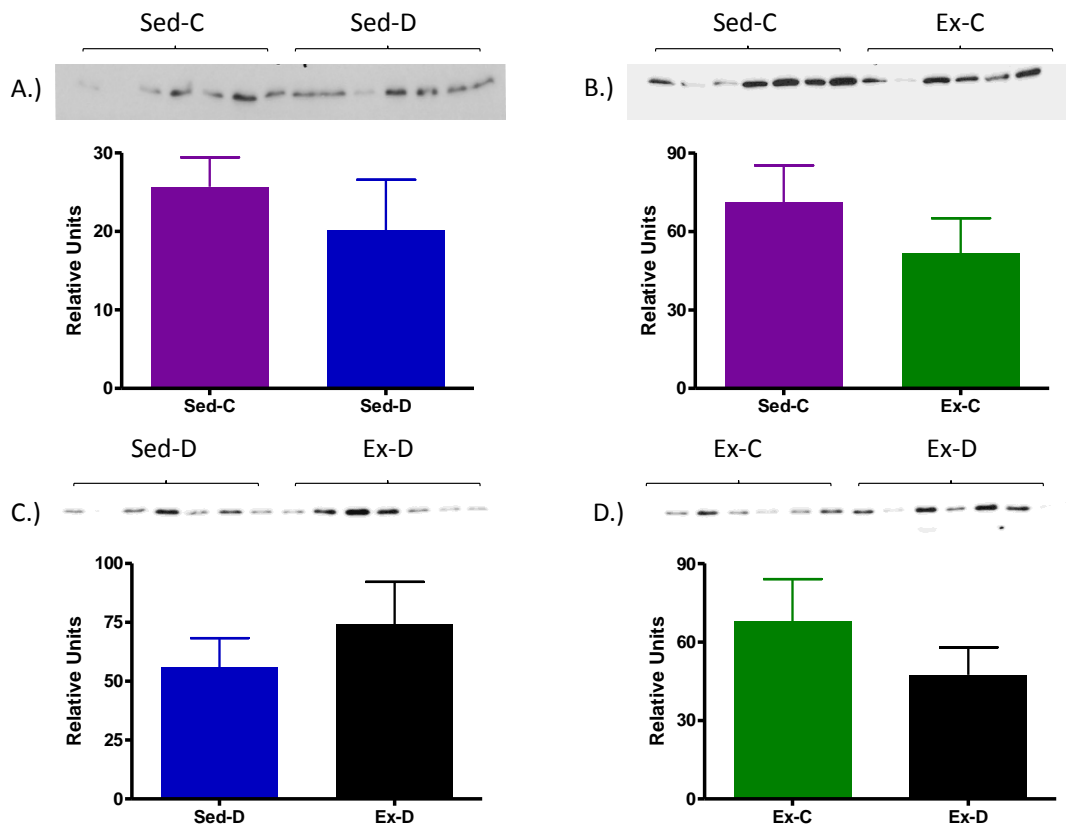 Sed-C Sed-D
A.)
30
20
10
0
Relative Units
Sed-C Sed-D
Sed-C Ex-C
B.)
90
60
30
0
Relative Units
Sed-C Ex-C
Sed-D Ex-D
C.)
100
75
50
25
0
Relative Units
Sed-D Ex-D
Ex-C Ex-D
D.)
90
60
30
0
Relative Units
Ex-C Ex-D